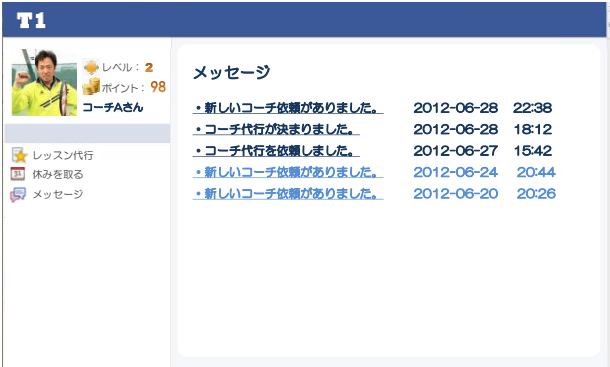 T1
レベル： 2
ポイント： 98
コーチAさん
レッスン代行
31
休みを取る
メッセージ
メッセージ
・新しいコーチ依頼がありました。 2012-06-28 22:38
・コーチ代行が決まりました。 2012-06-28 18:12
・コーチ代行を依頼しました。 2012-06-27 15:42
・新しいコーチ依頼がありました。 2012-06-24 20:44
・新しいコーチ依頼がありました。 2012-06-20 20:26